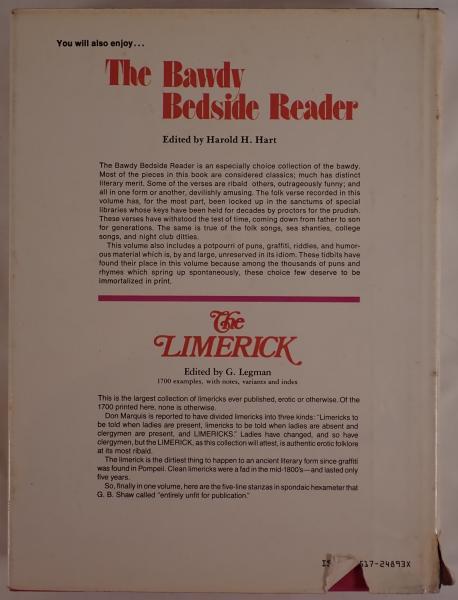 You will also enjoy...
The Bawdy
Bedside Reader
Edited by Harold H. Hart
The Bawdy Bedside Reader is an especially choice collection of the bawdy.
Most of the pieces in this book are considered classics; much has distinct
literary merit. Some of the verses are ribald others, outrageously funny; and
all in one form or another, devilishly amusing. The folk verse recorded in this
volume has, for the most part, been locked up in the sanctums of special
libraries whose keys have been held for decades by proctors for the prudish.
These verses have withstood the test of time, coming down from father to son
for generations. The same is true of the folk songs, sea shanties, college
songs, and night club ditties.
This volume also includes a potpourri of puns, graffiti, riddles, and humor-
ous material which is, by and large, unreserved in its idiom. These tidbits have
found their place in this volume because among the thousands of puns and
rhymes which spring up spontaneously, these choice few deserve to be
immortalized in print.
The
LIMERICK
Edited by G. Legman
1700 examples, with notes, variants and index
This is the largest collection of limericks ever published, erotic or otherwise. Of the
1700 printed here, none is otherwise.
Don Marquis is reported to have divided limericks into three kinds: "Limericks to
be told when ladies are present, limericks to be told when ladies are absent and
clergymen are present, and LIMERICKS." Ladies have changed, and so have
clergymen, but the LIMERICK, as this collection will attest, is authentic erotic folklore
at its most ribald.
The limerick is the dirtiest thing to happen to an ancient literary form since graffiti
was found in Pompeii. Clean limericks were a fad in the mid-1800's—and lasted only
five years.
So, finally in one volume, here are the five-line stanzas in spondaic hexameter that
G. B. Shaw called "entirely unfit for publication."
517-24893X